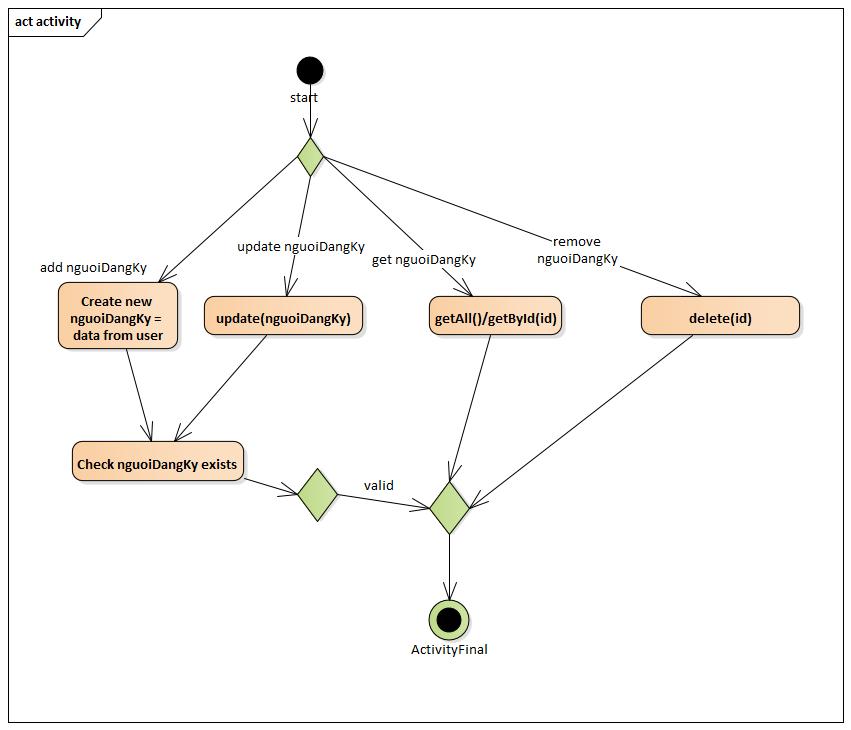 act activity
start
update nguoiDangKy
remove
nguoiDangKy
get nguoiDangKy
add nguoiDangKy
Create new
nguoiDangKy =
data from user
update(nguoiDangKy)
getAll()/getById(id)
delete(id)
Check nguoiDangKy exists
valid
ActivityFinal